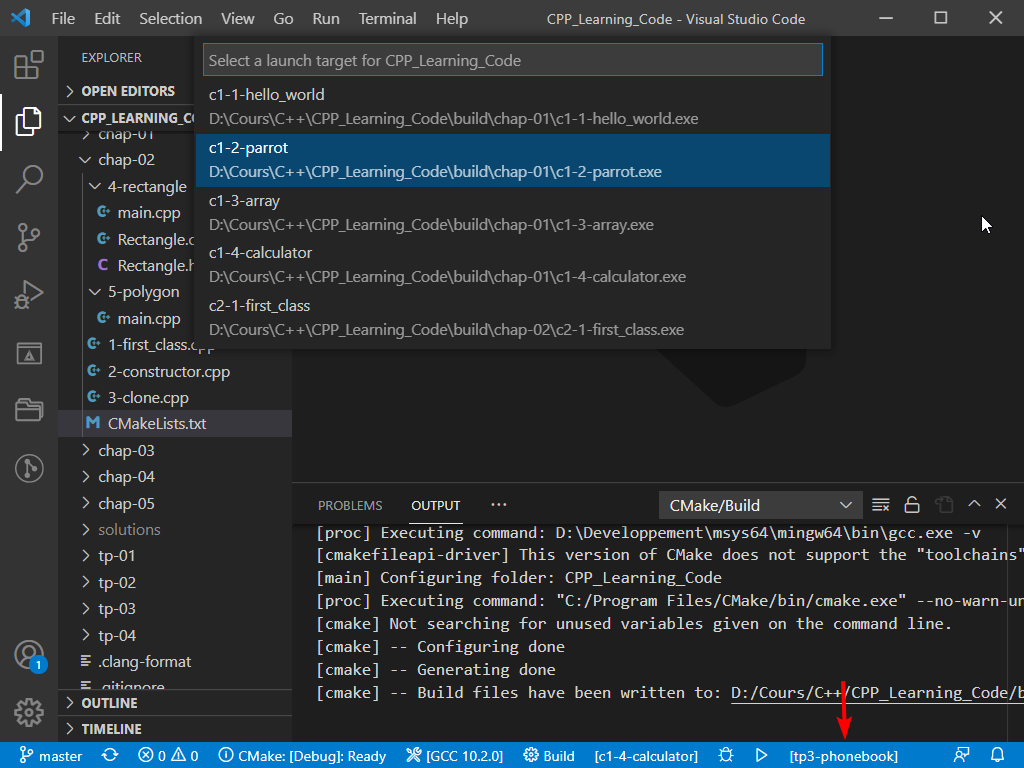 File Edit Selection View Go Run Terminal Help CPP_Learning_Code - Visual Studio Code
EXPLORER
OPEN EDITORS
CPP_LEARNING_CO
chap-01
chap-02
4-rectangle
main.cpp
Rectangle.c
Rectangle.h
5-polygon
main.cpp
1-first_class.cpp
2-constructor.cpp
3-clone.cpp
CMakeLists.txt
chap-03
chap-04
chap-05
solutions
tp-01
tp-02
tp-03
tp-04
.clang-format
.gitignore
OUTLINE
TIMELINE
1
Select a launch target for CPP_Learning_Code
c1-1-hello_world
D:\Cours\C++\CPP_Learning_Code\build\chap-01\c1-1-hello_world.exe
c1-2-parrot
D:\Cours\C++\CPP_Learning_Code\build\chap-01\c1-2-parrot.exe
c1-3-array
D:\Cours\C++\CPP_Learning_Code\build\chap-01\c1-3-array.exe
c1-4-calculator
D:\Cours\C++\CPP_Learning_Code\build\chap-01\c1-4-calculator.exe
c2-1-first_class
D:\Cours\C++\CPP_Learning_Code\build\chap-02\c2-1-first_class.exe
PROBLEMS OUTPUT ··· CMake/Build
[proc] Executing command: D:\Developpement\msys64\mingw64\bin\gcc.exe -v
[cmakefileapi-driver] This version of CMake does not support the "toolchains"
[main] Configuring folder: CPP_Learning_Code
[proc] Executing command: "C:/Program Files/CMake/bin/cmake.exe" --no-warn-un
[cmake] Not searching for unused variables given on the command line.
[cmake] -- Configuring done
[cmake] -- Generating done
[cmake] -- Build files have been written to: D:/Cours/C++/CPP_Learning_Code/b
master 0 0 CMake: [Debug]: Ready [GCC 10.2.0] Build [c1-4-calculator] [tp3-phonebook]